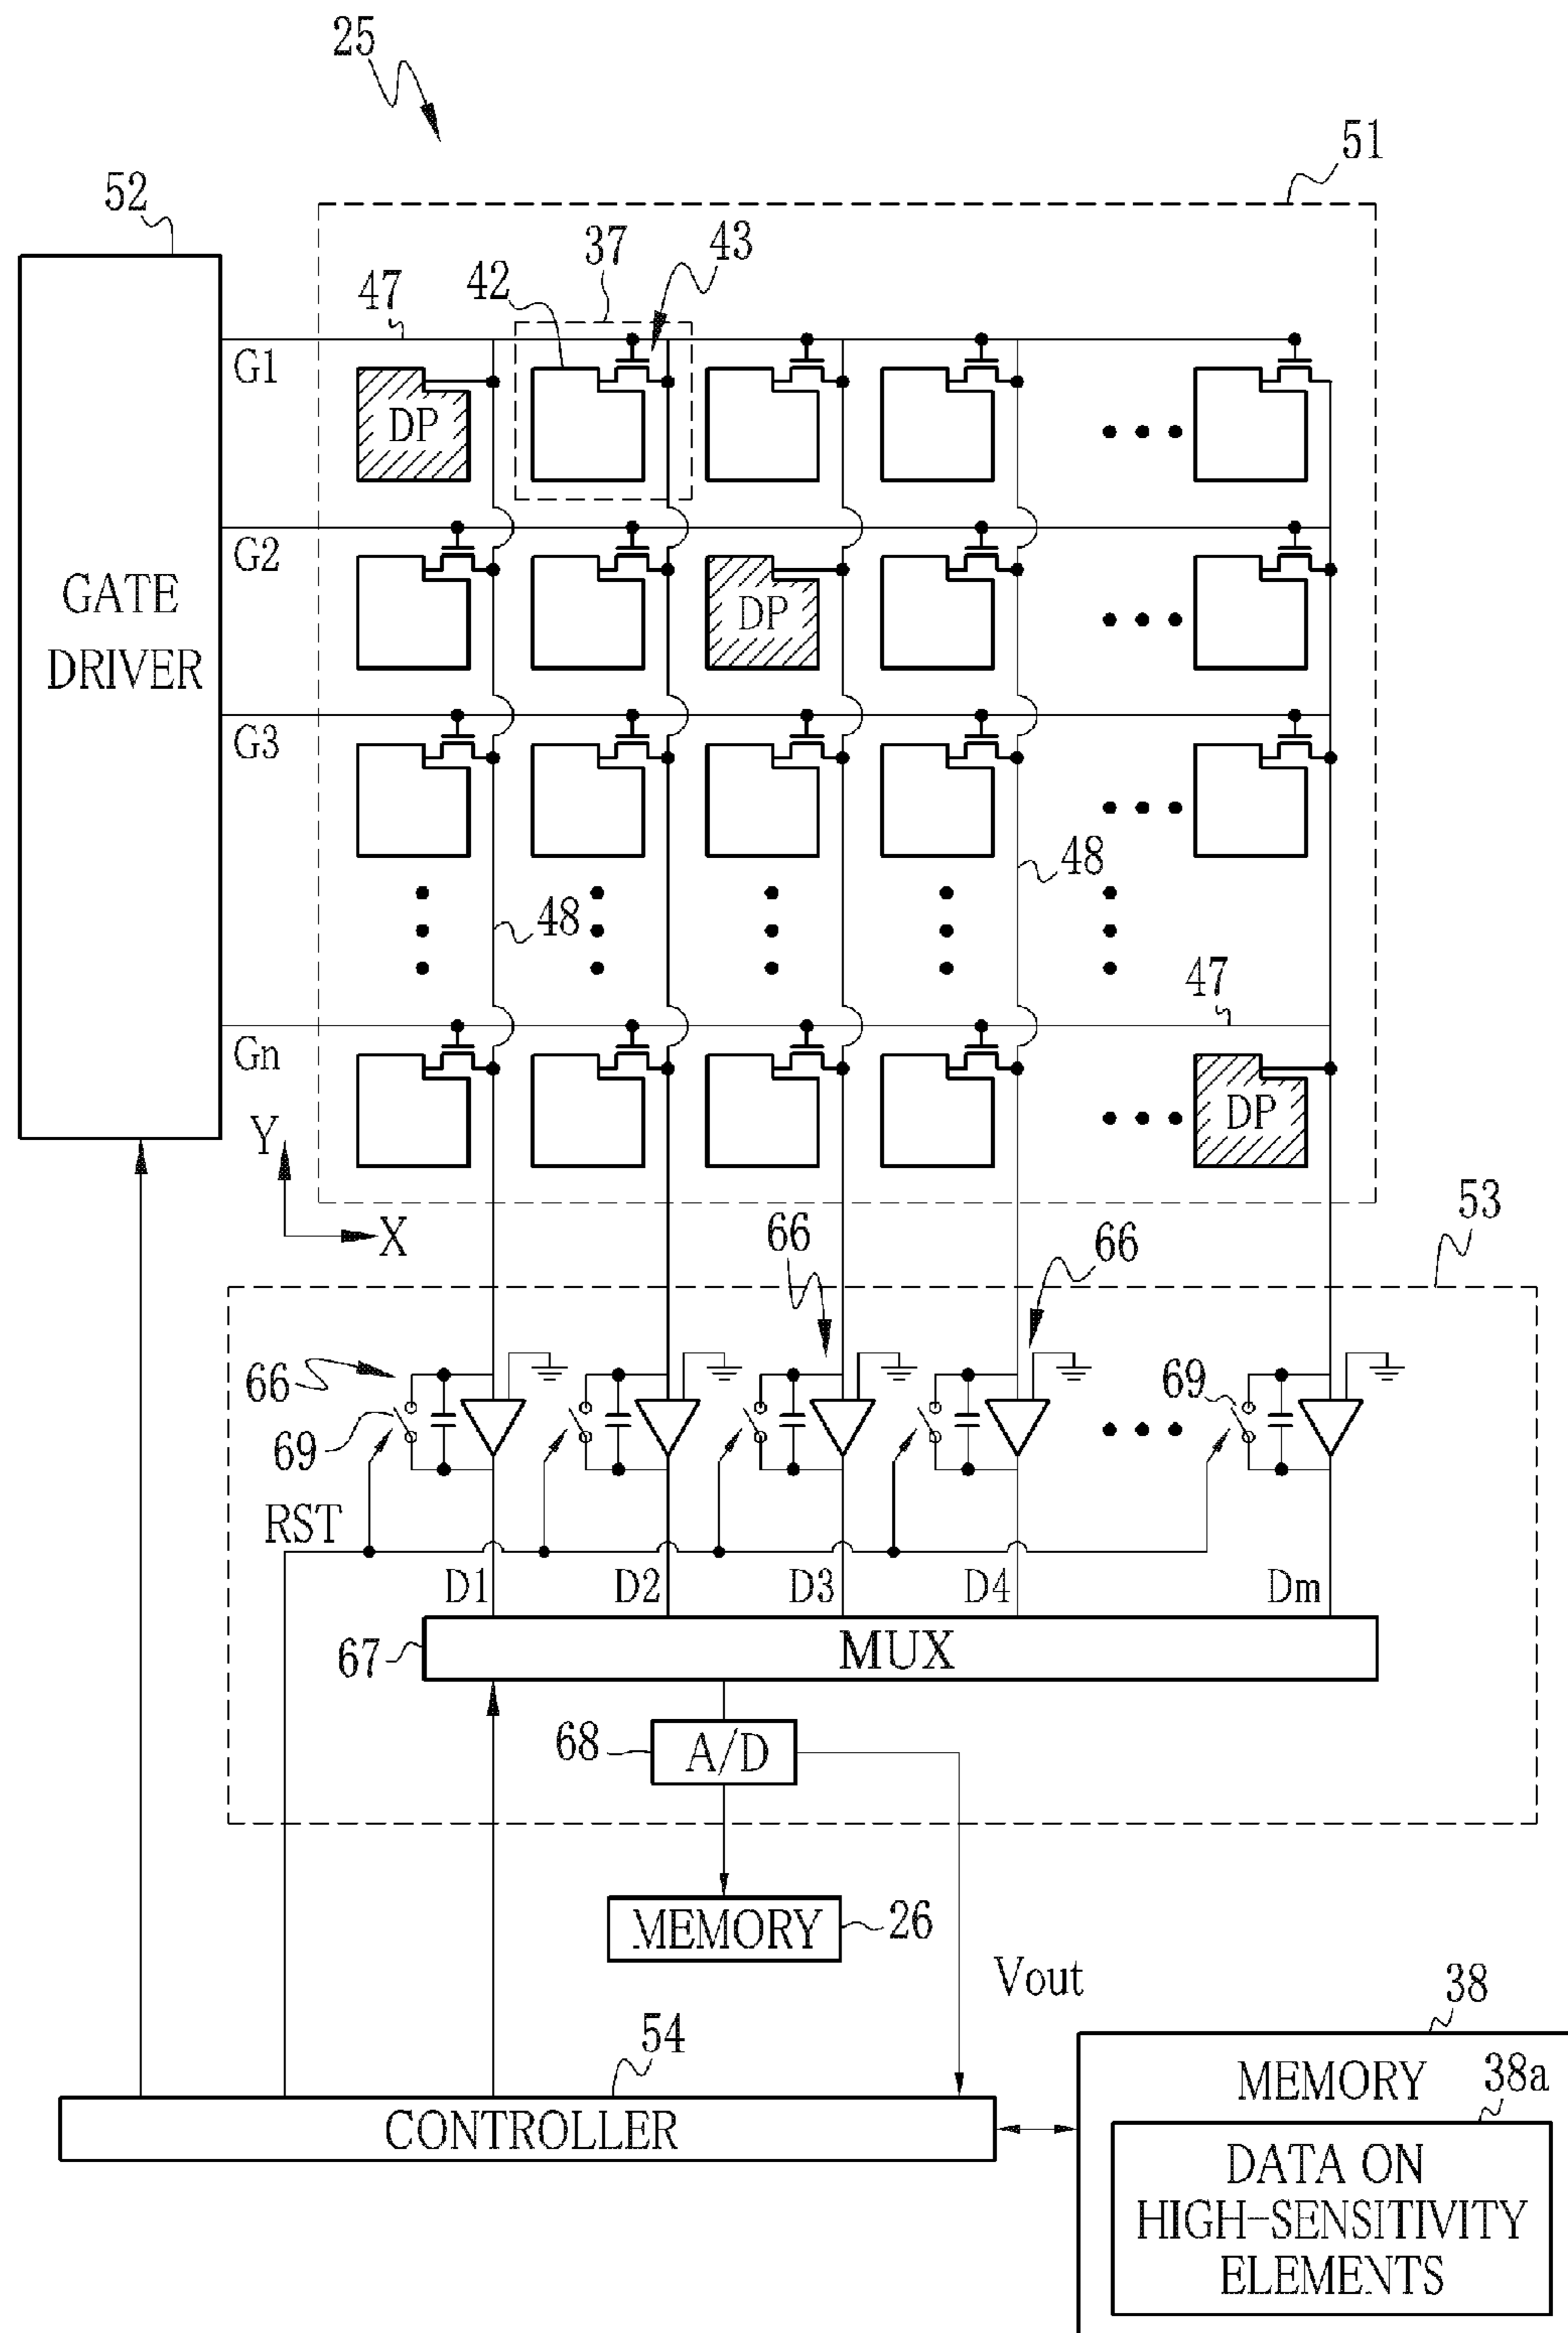 25
51
52
37
43
42
47
G1
DP
G2
DP
GATE
DRIVER
G3
48
48
47
Gn
DP
Y
X
53
66
66
66
69
69
RST
D1
D2
D3
D4
Dm
67
MUX
68
A/D
MEMORY
26
Vout
38
54
MEMORY
38a
CONTROLLER
DATA ON
HIGH-SENSITIVITY
ELEMENTS